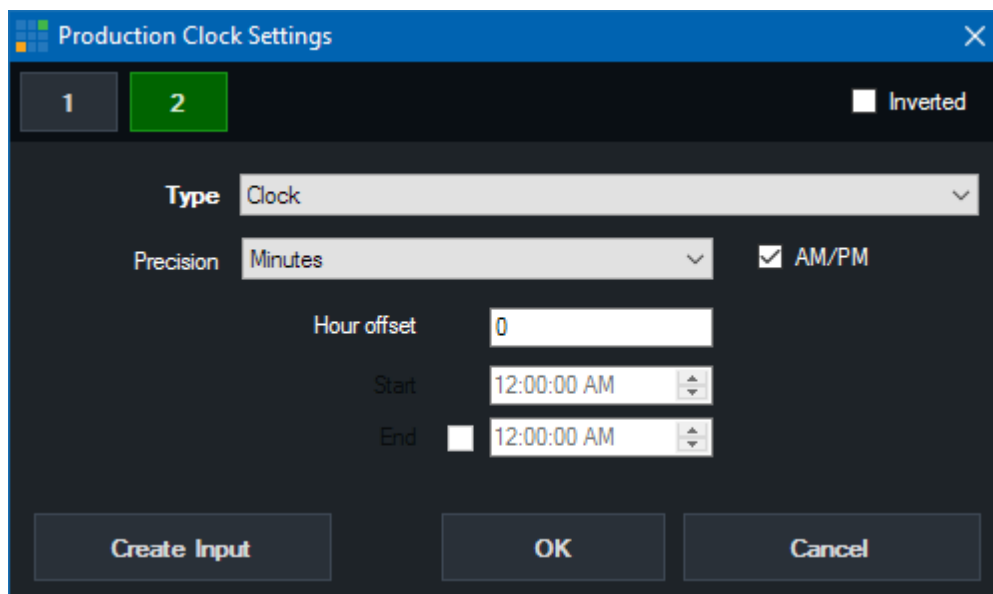 Production Clock Settings
1 2 Inverted
Type Clock
Precision Minutes AM/PM
Hour offset 0
Start 12:00:00 AM
End 12:00:00 AM
Create Input OK Cancel